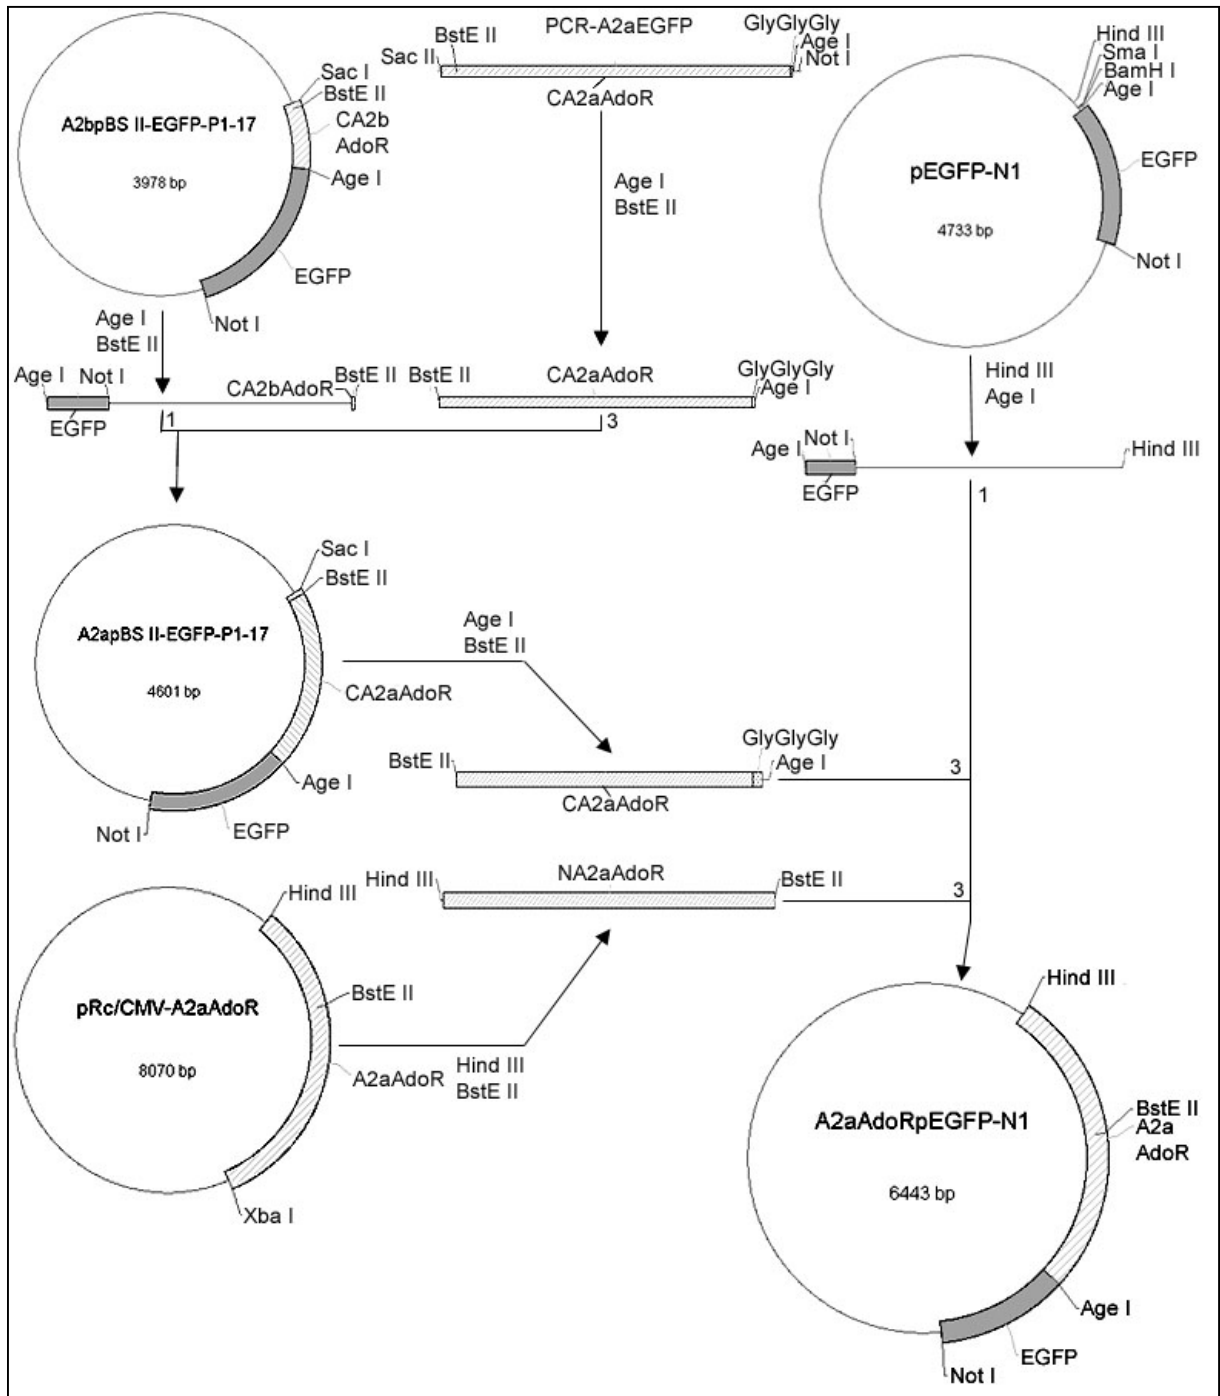 PCR-A2aEGFP
GlyGlyGly
BstE II
Age I
Sac II
Not I
CA2aAdoR
Sac I
BstE II
A2bpBS II-EGFP-P1-17
CA2b
AdoR
3978 bp
Age I
EGFP
Not I
Age I
BstE II
Hind III
Sma I
BamH I
Age I
pEGFP-N1
EGFP
4733 bp
Not I
Age I
BstE II
Age I
Not I
CA2bAdoR
BstE II
EGFP
1
BstE II
CA2aAdoR
GlyGlyGly
Age I
3
Hind III
Age I
Age I
Not I
Hind III
EGFP
1
Sac I
BstE II
A2apBS II-EGFP-P1-17
4601 bp
CA2aAdoR
Age I
Not I
EGFP
Age I
BstE II
GlyGlyGly
BstE II
Age I
CA2aAdoR
3
Hind III
NA2aAdoR
BstE II
3
Hind III
BstE II
pRc/CMV-A2aAdoR
8070 bp
A2aAdoR
Xba I
Hind III
BstE II
Hind III
BstE II
A2a
AdoR
A2aAdoRpEGFP-N1
6443 bp
Age I
EGFP
Not I